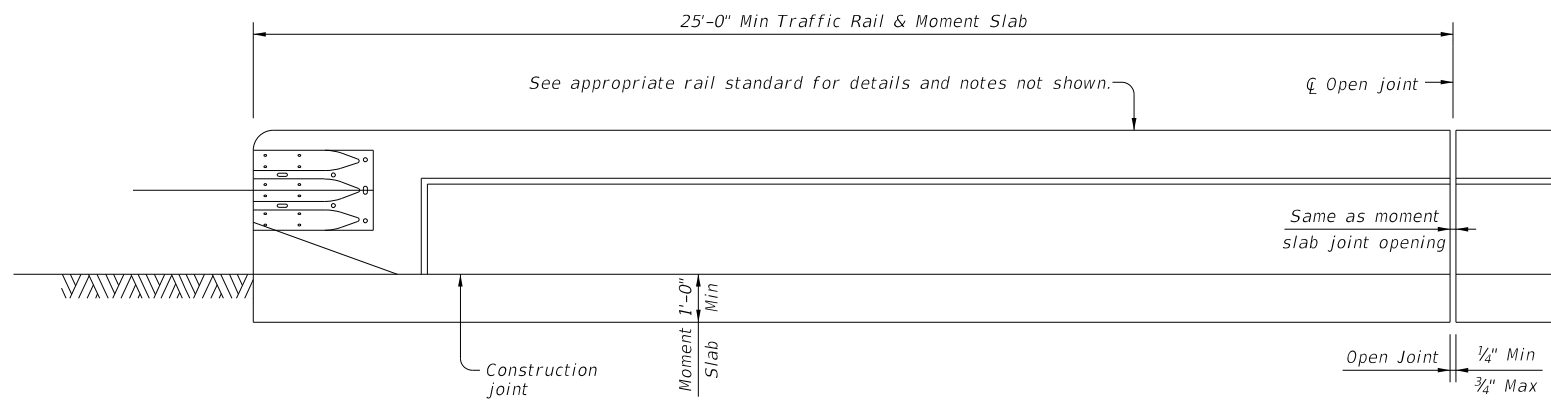 25'-0" Min Traffic Rail & Moment Slab
See appropriate rail standard for details and notes not shown.
℄ Open joint
Same as moment
slab joint opening
Moment 1'-0"
Slab Min
Construction
joint
Open Joint
¼" Min
¾" Max